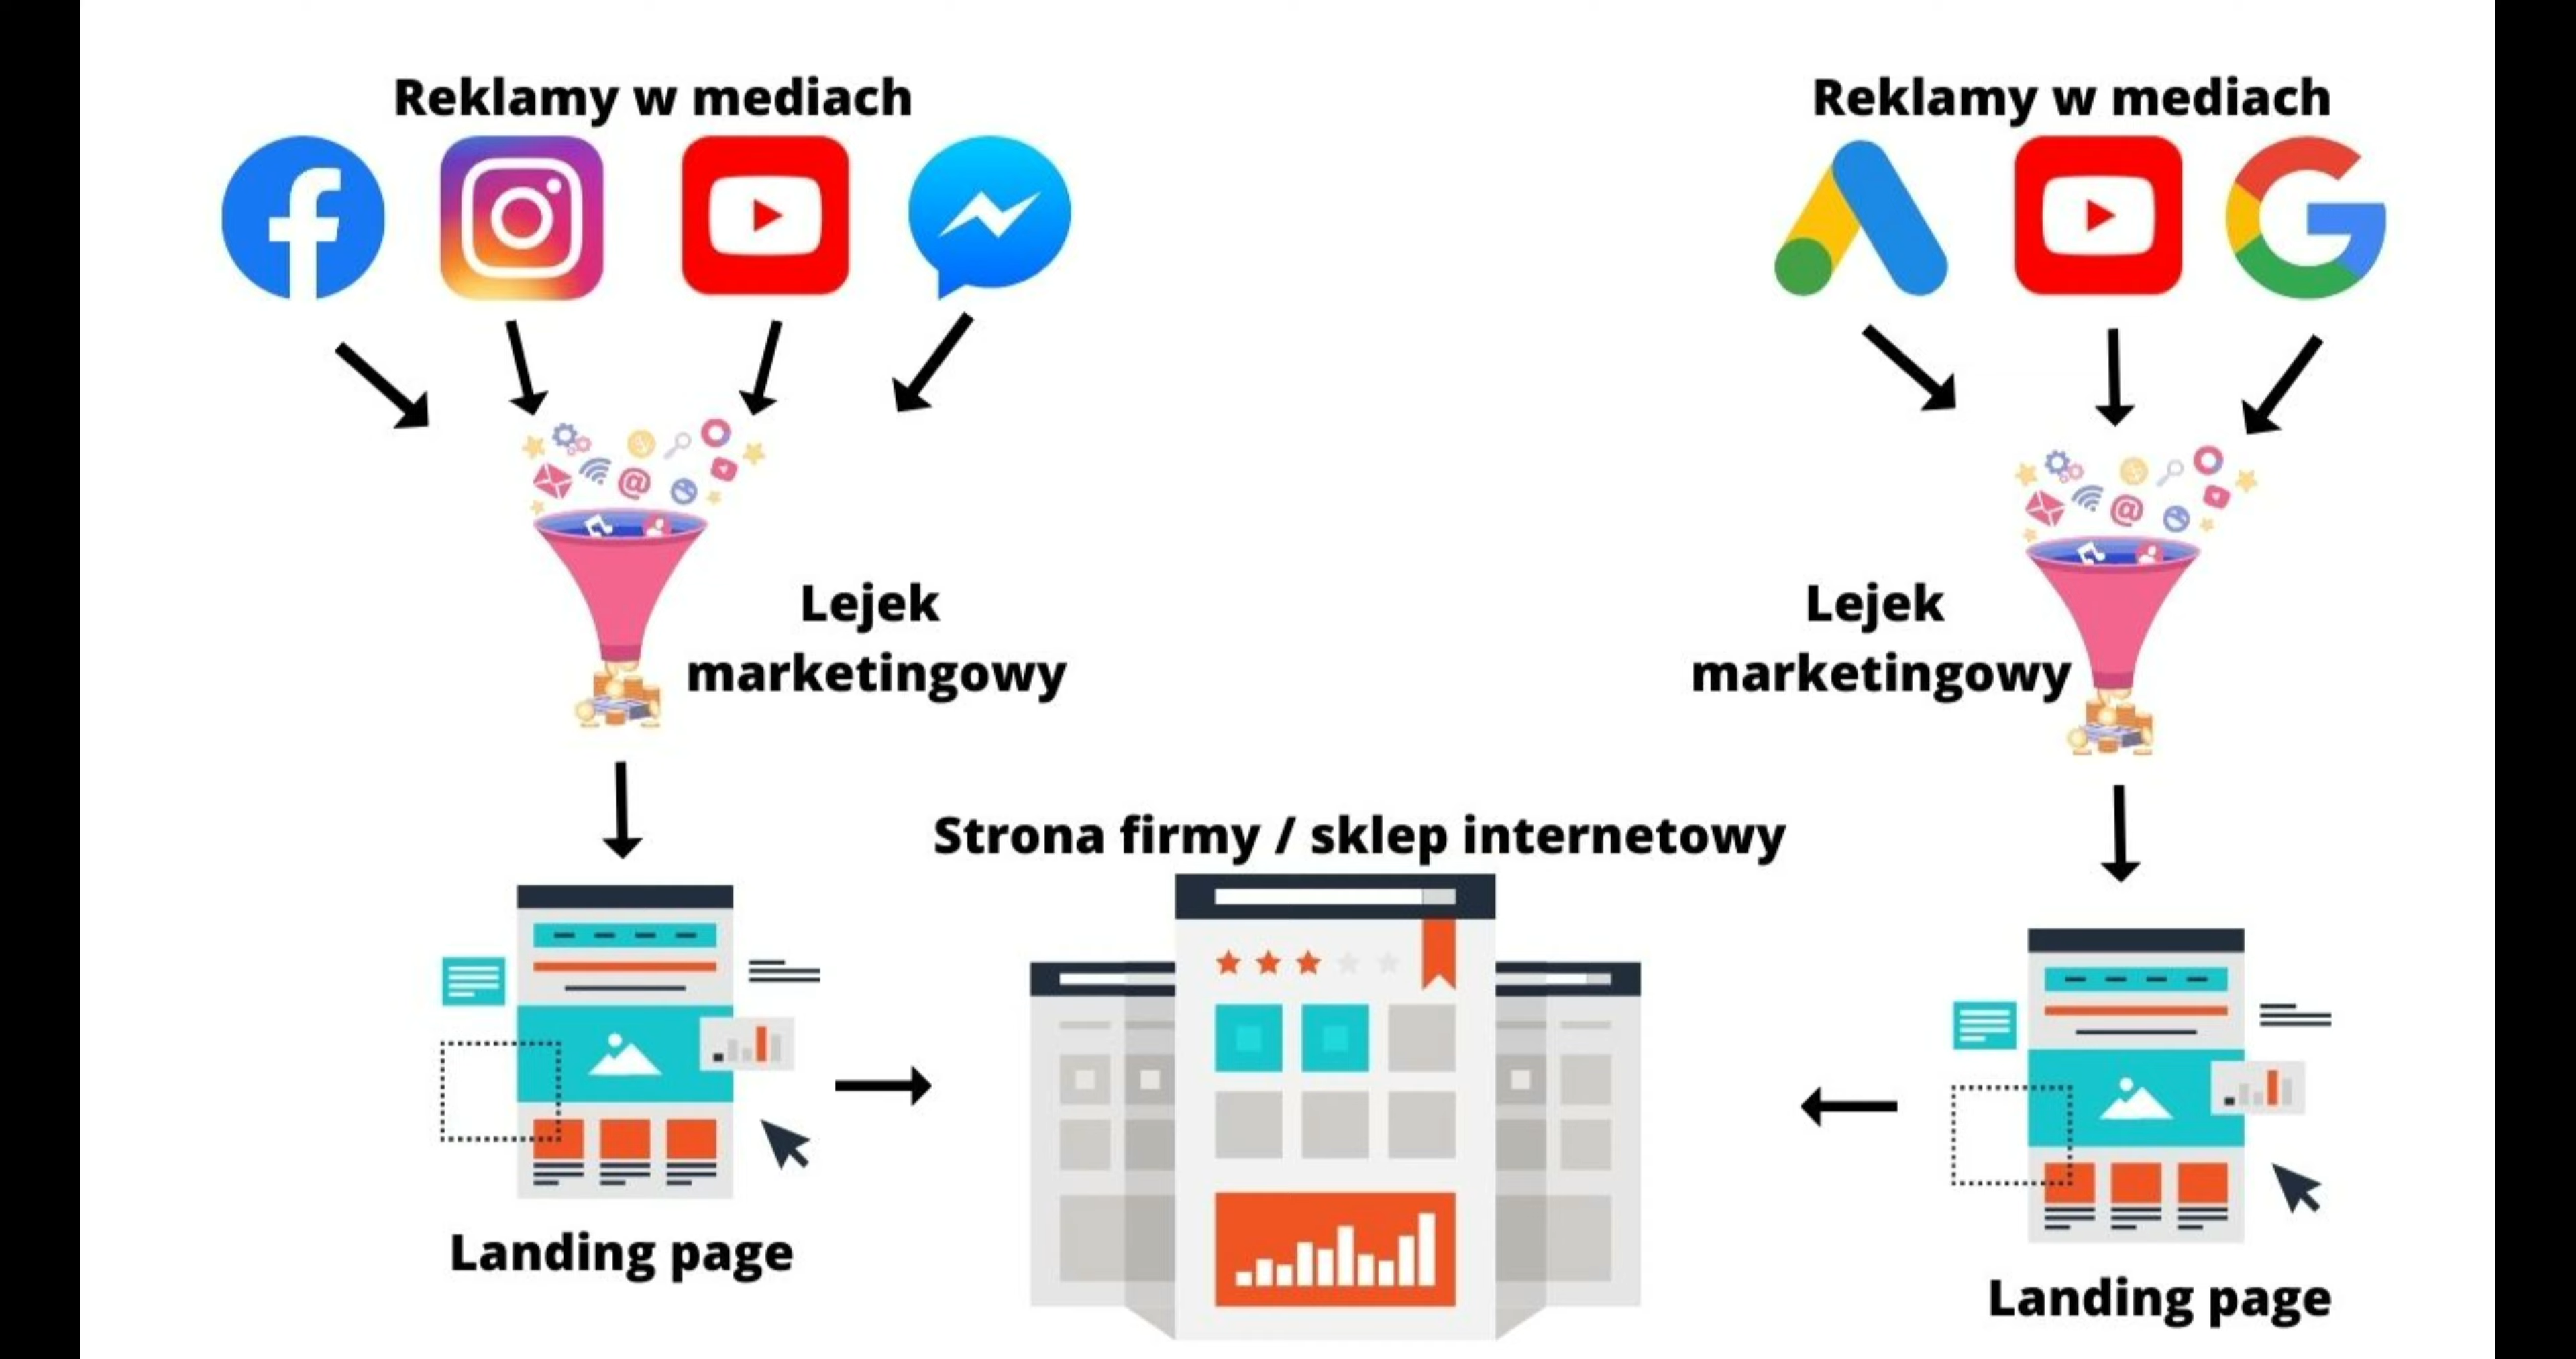 Reklamy w mediach
Reklamy w mediach
Lejek
marketingowy
Lejek
marketingowy
Strona firmy / sklep internetowy
Landing page
Landing page